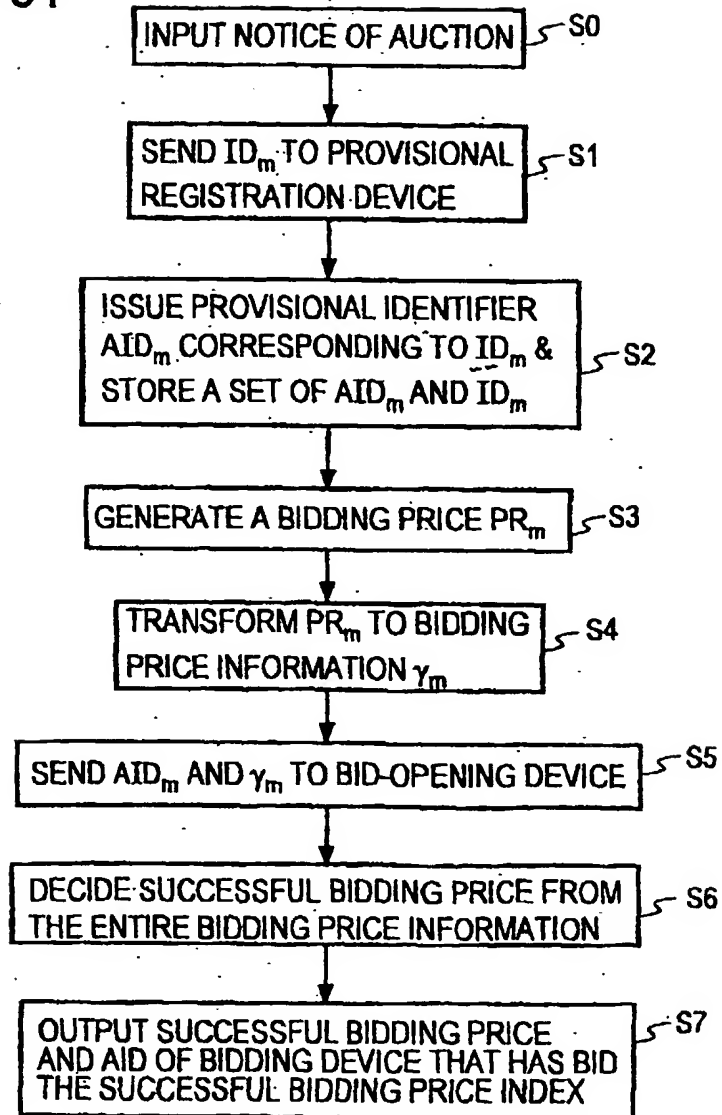 INPUT NOTICE OF AUCTION S0
SEND IDm TO PROVISIONAL S1
REGISTRATION DEVICE
ISSUE PROVISIONAL IDENTIFIER
AIDm CORRESPONDING TO IDm & S2
STORE A SET OF AIDm AND IDm
GENERATE A BIDDING PRICE PRm S3
TRANSFORM PRm TO BIDDING S4
PRICE INFORMATION γm
SEND AIDm AND γm TO BID-OPENING DEVICE S5
DECIDE SUCCESSFUL BIDDING PRICE FROM S6
THE ENTIRE BIDDING PRICE INFORMATION
OUTPUT SUCCESSFUL BIDDING PRICE S7
AND AID OF BIDDING DEVICE THAT HAS BID
THE SUCCESSFUL BIDDING PRICE INDEX